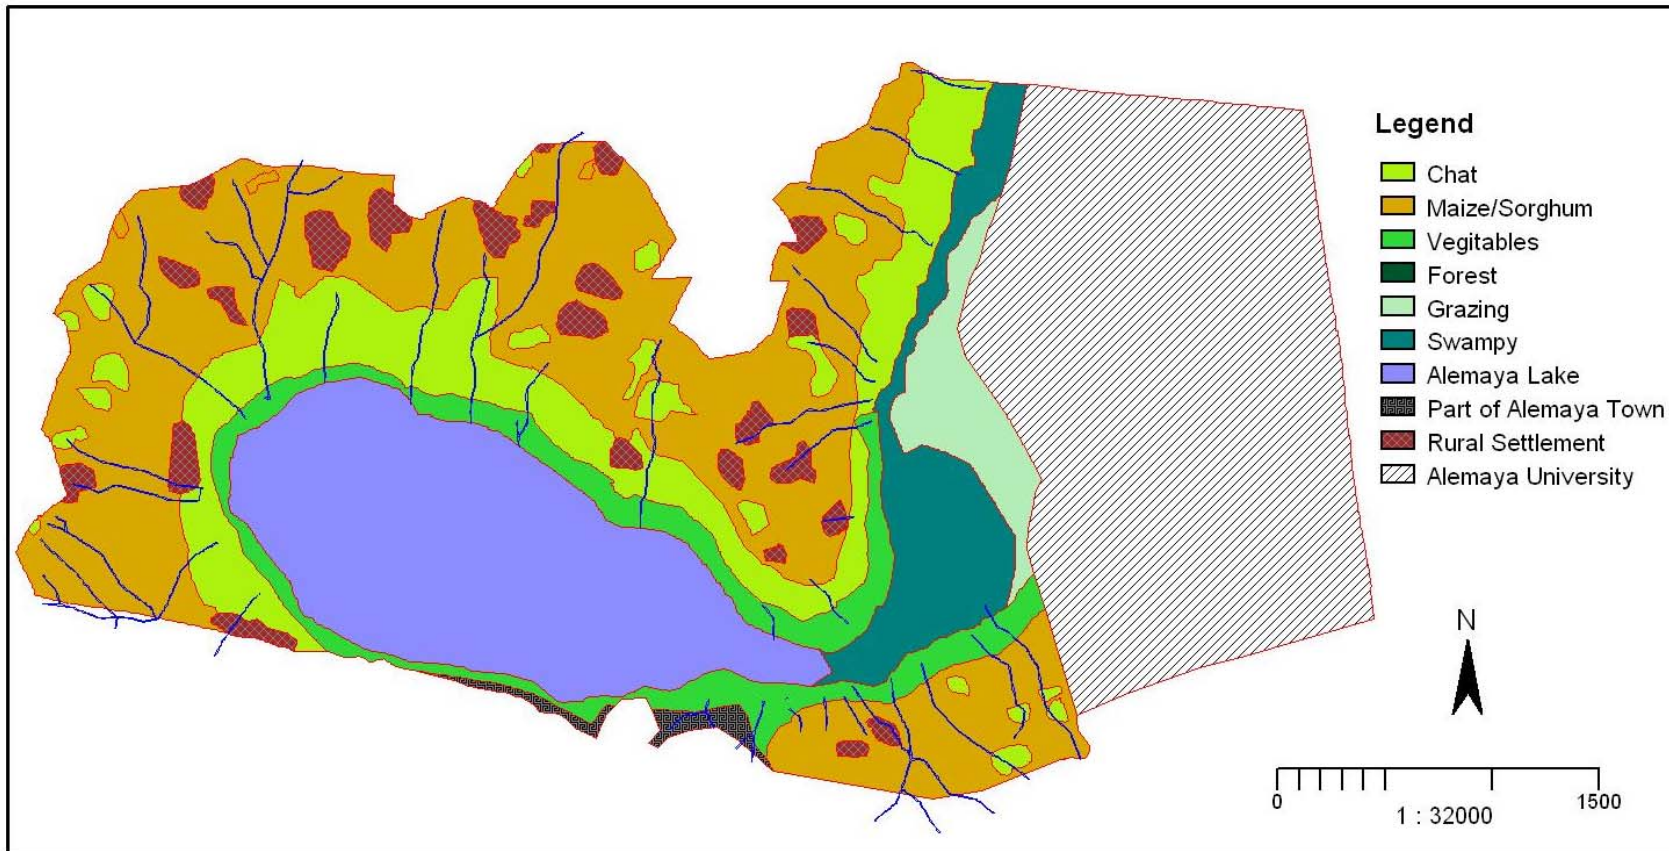 Legend
Chat
Maize/Sorghum
Vegitables
Forest
Grazing
Swampy
Alemaya Lake
Part of Alemaya Town
Rural Settlement
Alemaya University
N
0 1500
1 : 32000